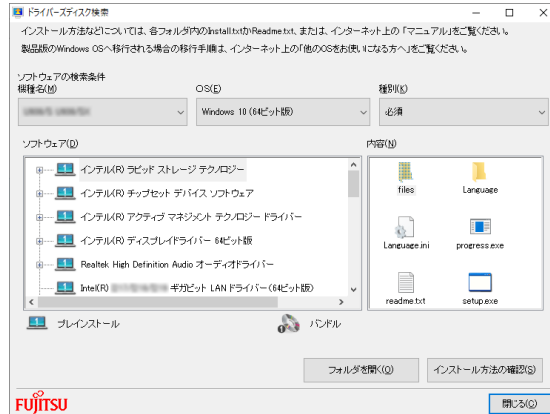 ドライバーズディスク検索
インストール方法などについては、各フォルダ内のInstall.txtかReadme.txt、または、インターネット上の「マニュアル」をご覧ください。
製品版のWindows OSへ移行される場合の移行手順は、インターネット上の「他のOSをお使いになる方へ」をご覧ください。
ソフトウェアの検索条件
機種名(M)
OS(E)
種別(K)
Windows 10 (64ビット版)
必須
ソフトウェア(D)
内容(N)
インテル(R) ラピッド ストレージ テクノロジー
インテル(R) チップセット デバイス ソフトウェア
インテル(R) アクティブ マネジメント テクノロジー ドライバー
インテル(R) ディスプレイドライバー 64ビット版
Realtek High Definition Audio オーディオドライバー
Intel(R) ギガビット LAN ドライバー(64ビット版)
files
Language
Language.ini
progress.exe
readme.txt
setup.exe
プレインストール
バンドル
フォルダを開く(O)
インストール方法の確認(S)
FUJITSU
閉じる(C)